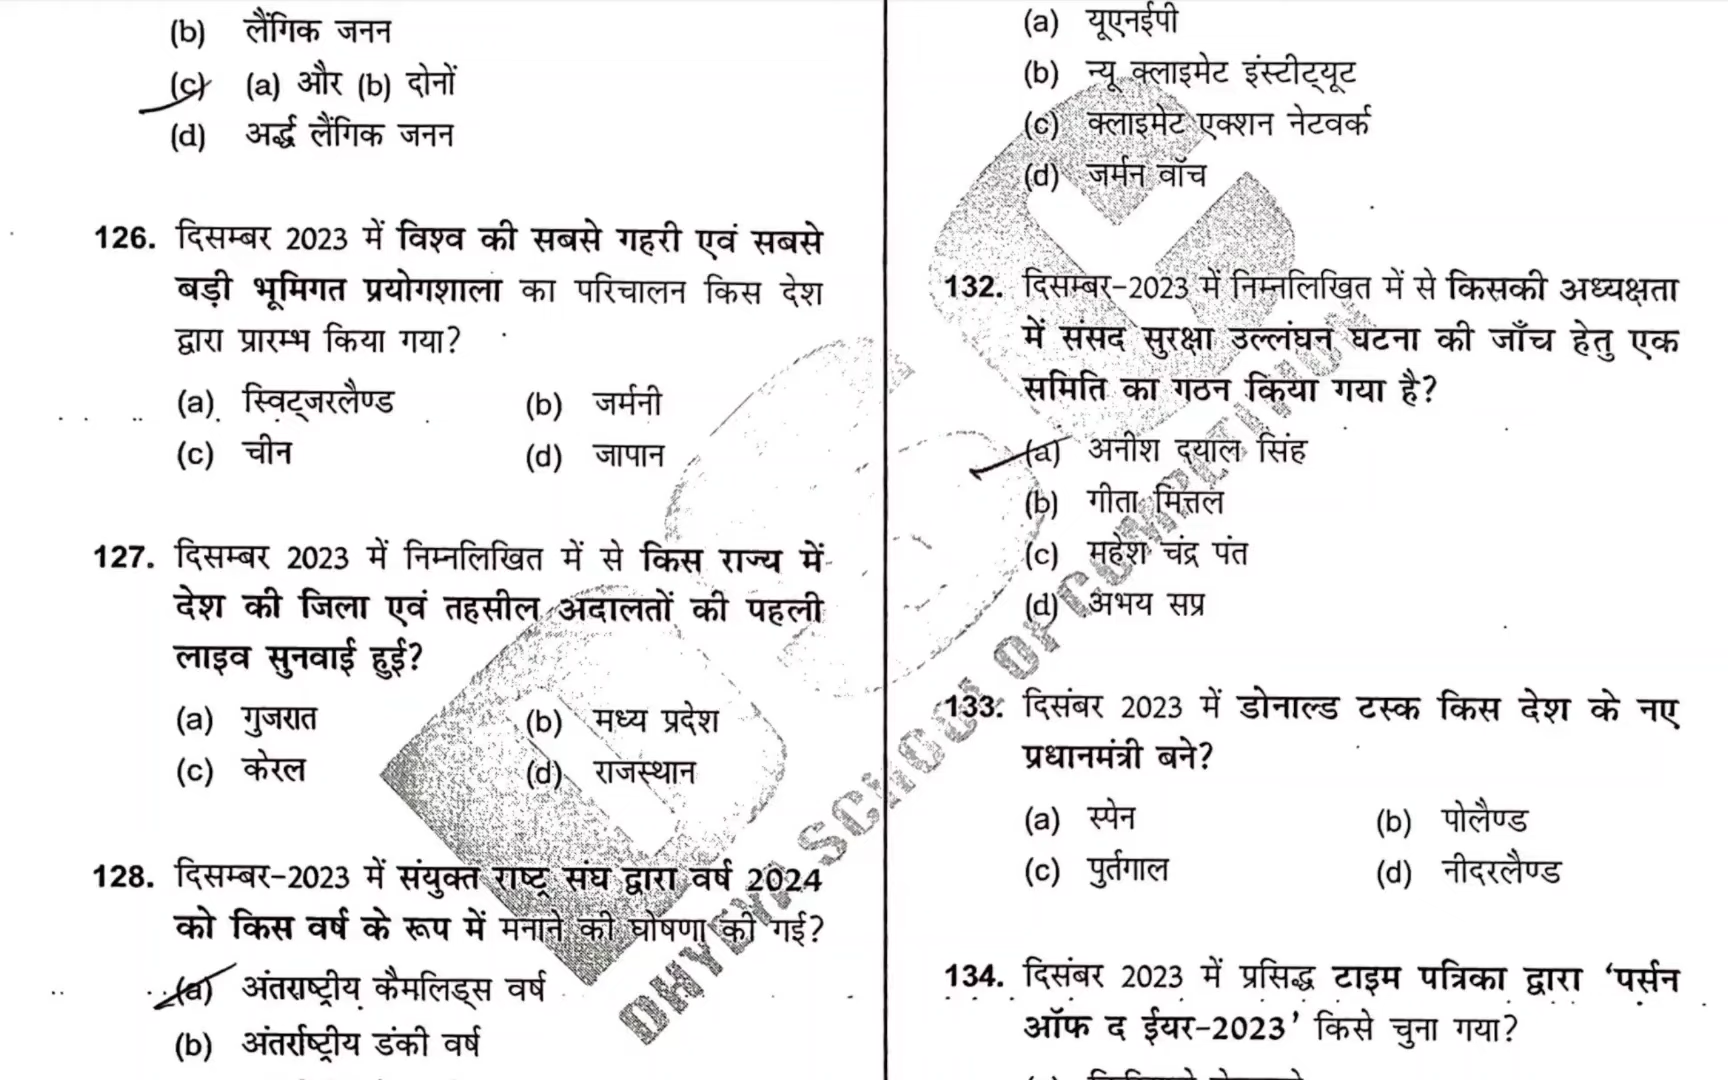 (b) लैंगिक जनन
(c) (a) और (b) दोनों
(d) अर्द्ध लैंगिक जनन
126. दिसम्बर 2023 में विश्व की सबसे गहरी एवं सबसे
बड़ी भूमिगत प्रयोगशाला का परिचालन किस देश
द्वारा प्रारम्भ किया गया?
(a) स्विट्जरलैण्ड (b) जर्मनी
(c) चीन (d) जापान
127. दिसम्बर 2023 में निम्नलिखित में से किस राज्य में
देश की जिला एवं तहसील अदालतों की पहली
लाइव सुनवाई हुई?
(a) गुजरात (b) मध्य प्रदेश
(c) केरल (d) राजस्थान
128. दिसम्बर-2023 में संयुक्त राष्ट्र संघ द्वारा वर्ष 2024
को किस वर्ष के रूप में मनाने की घोषणा की गई?
(a) अंतराष्ट्रीय कैमलिड्स वर्ष
(b) अंतर्राष्ट्रीय डंकी वर्ष
(a) यूएनईपी
(b) न्यू क्लाइमेट इंस्टीट्यूट
(c) क्लाइमेट एक्शन नेटवर्क
(d) जर्मन वॉच
132. दिसम्बर-2023 में निम्नलिखित में से किसकी अध्यक्षता
में संसद सुरक्षा उल्लंघन घटना की जाँच हेतु एक
समिति का गठन किया गया है?
(a) अनीश दयाल सिंह
(b) गीता मित्तल
(c) महेश चंद्र पंत
(d) अभय सप्र
133. दिसंबर 2023 में डोनाल्ड टस्क किस देश के नए
प्रधानमंत्री बने?
(a) स्पेन (b) पोलैण्ड
(c) पुर्तगाल (d) नीदरलैण्ड
134. दिसंबर 2023 में प्रसिद्ध टाइम पत्रिका द्वारा ‘पर्सन
ऑफ द ईयर-2023’ किसे चुना गया?
DHYEYA SCHOOL OF COMPETITION